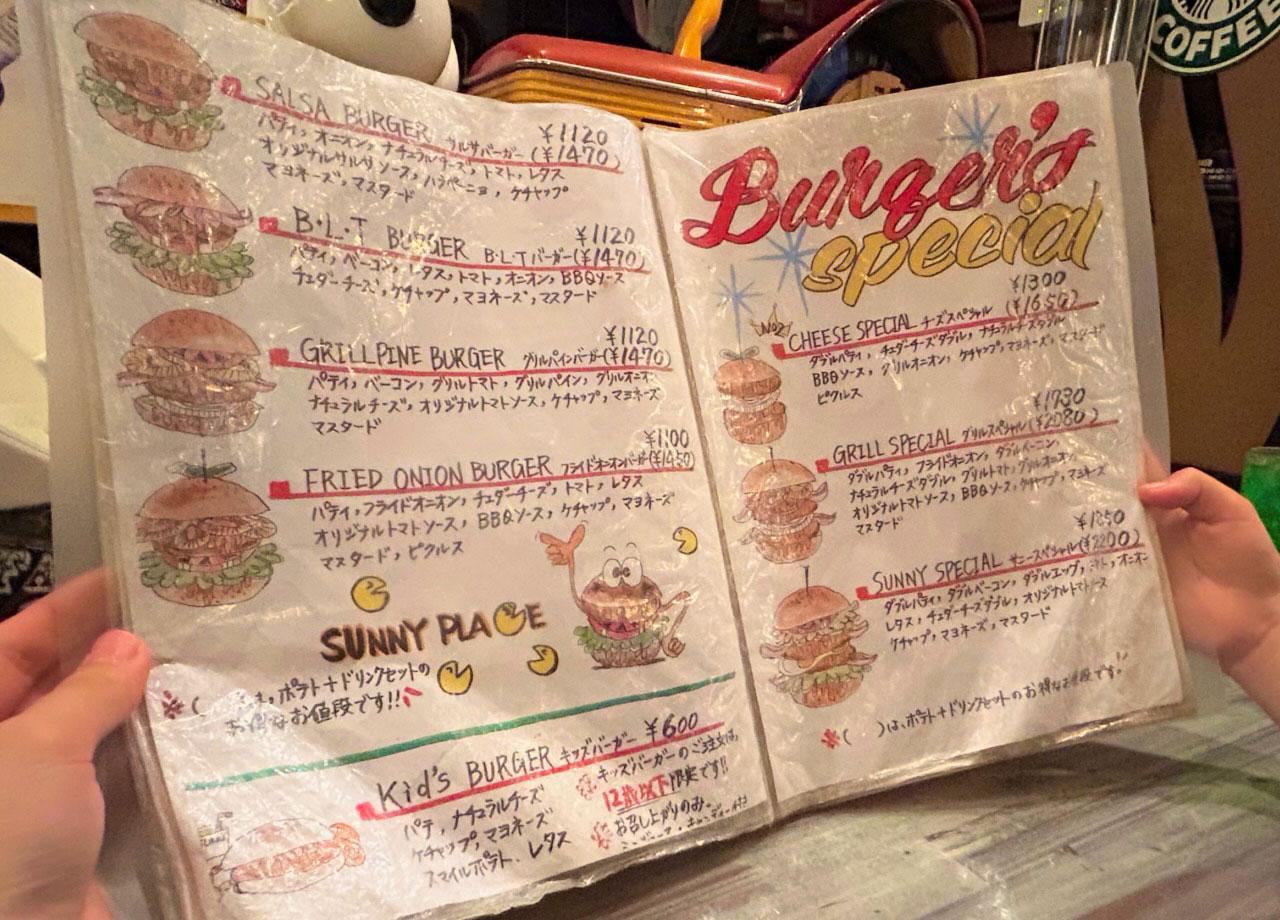 SALSA BURGER サルサバーガー ¥1120 (¥1470)
パティ, オニオン, ナチュラルチーズ, トマト, レタス
オリジナルサルサソース, ハラペーニョ, ケチャップ
マヨネーズ, マスタード
B・L・T BURGER B・L・Tバーガー ¥1120 (¥1470)
パティ, ベーコン, レタス, トマト, オニオン, BBQソース
チェダーチーズ, ケチャップ, マヨネーズ, マスタード
GRILLPINE BURGER グリルパインバーガー ¥1120 (¥1470)
パティ, ベーコン, グリルトマト, グリルパイン, グリルオニオン
ナチュラルチーズ, オリジナルトマトソース, ケチャップ, マヨネーズ
マスタード
FRIED ONION BURGER フライドオニオンバーガー ¥1100 (¥1450)
パティ, フライドオニオン, チェダーチーズ, トマト, レタス
オリジナルトマトソース, BBQソース, ケチャップ, マヨネーズ
マスタード, ピクルス
SUNNY PLACE
※( は, ポテト+ドリンクセットの
お得なお値段です!!
Kid's BURGER キッズバーガー ¥600
パティ, ナチュラルチーズ
ケチャップ, マヨネーズ
スマイルポテト, レタス
※キッズバーガーのご注文は,
12歳以下限定です!!
※お召し上がりのみ。
Burger's
special
No2
CHEESE SPECIAL チーズスペシャル ¥1300 (¥1650)
ダブルパティ, チェダーチーズダブル, ナチュラルチーズダブル
BBQソース, グリルオニオン, ケチャップ, マヨネーズ, マスタード
ピクルス
GRILL SPECIAL グリルスペシャル ¥1730 (¥2080)
ダブルパティ, フライドオニオン, ダブルベーコン
ナチュラルチーズダブル, グリルトマト, グリルオニオン
オリジナルトマトソース, BBQソース, ケチャップ, マヨネーズ
マスタード
SUNNY SPECIAL サニースペシャル ¥1850 (¥2200)
ダブルパティ, ダブルベーコン, ダブルエッグ, トマト, オニオン
レタス, チェダーチーズダブル, オリジナルトマトソース
ケチャップ, マヨネーズ, マスタード
※( )は, ポテト+ドリンクセットのお得なお値段です。
COFFEE